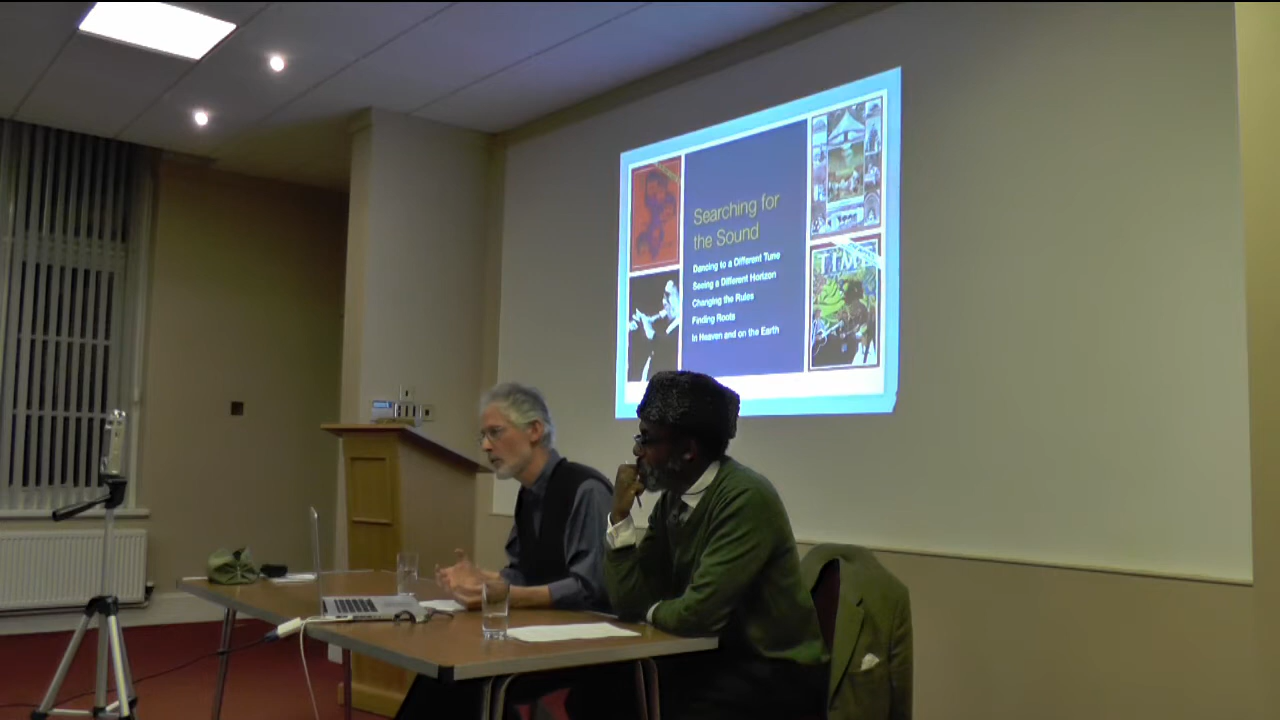 Searching for
the Sound
Dancing to a Different Tune
Seeing a Different Horizon
Changing the Rules
Finding Roots
In Heaven and on the Earth
TIME